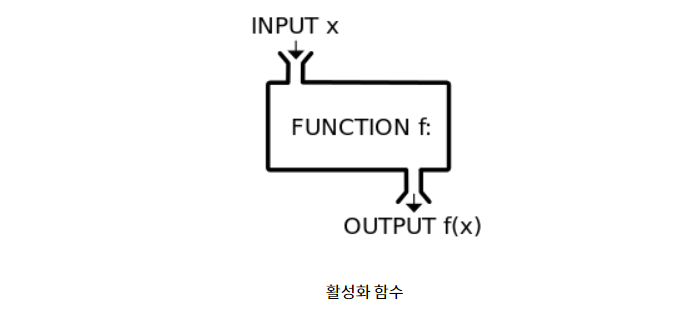 INPUT x
FUNCTION f:
OUTPUT f(x)
활성화 함수